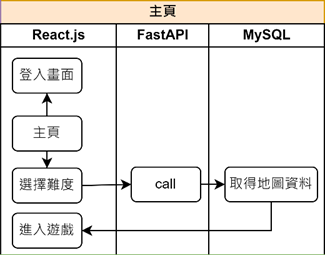 主頁
React.js FastAPI MySQL
登入畫面
主頁
選擇難度 call 取得地圖資料
進入遊戲